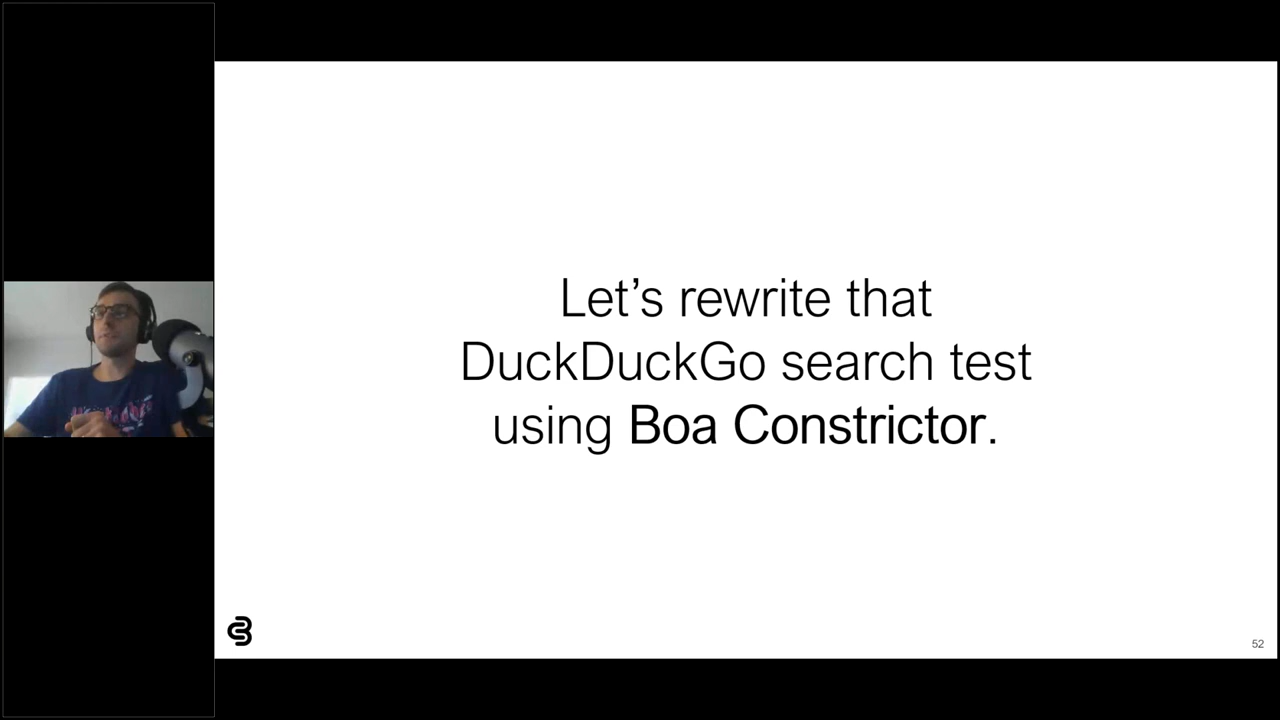 Let’s rewrite that
DuckDuckGo search test
using Boa Constrictor.
52